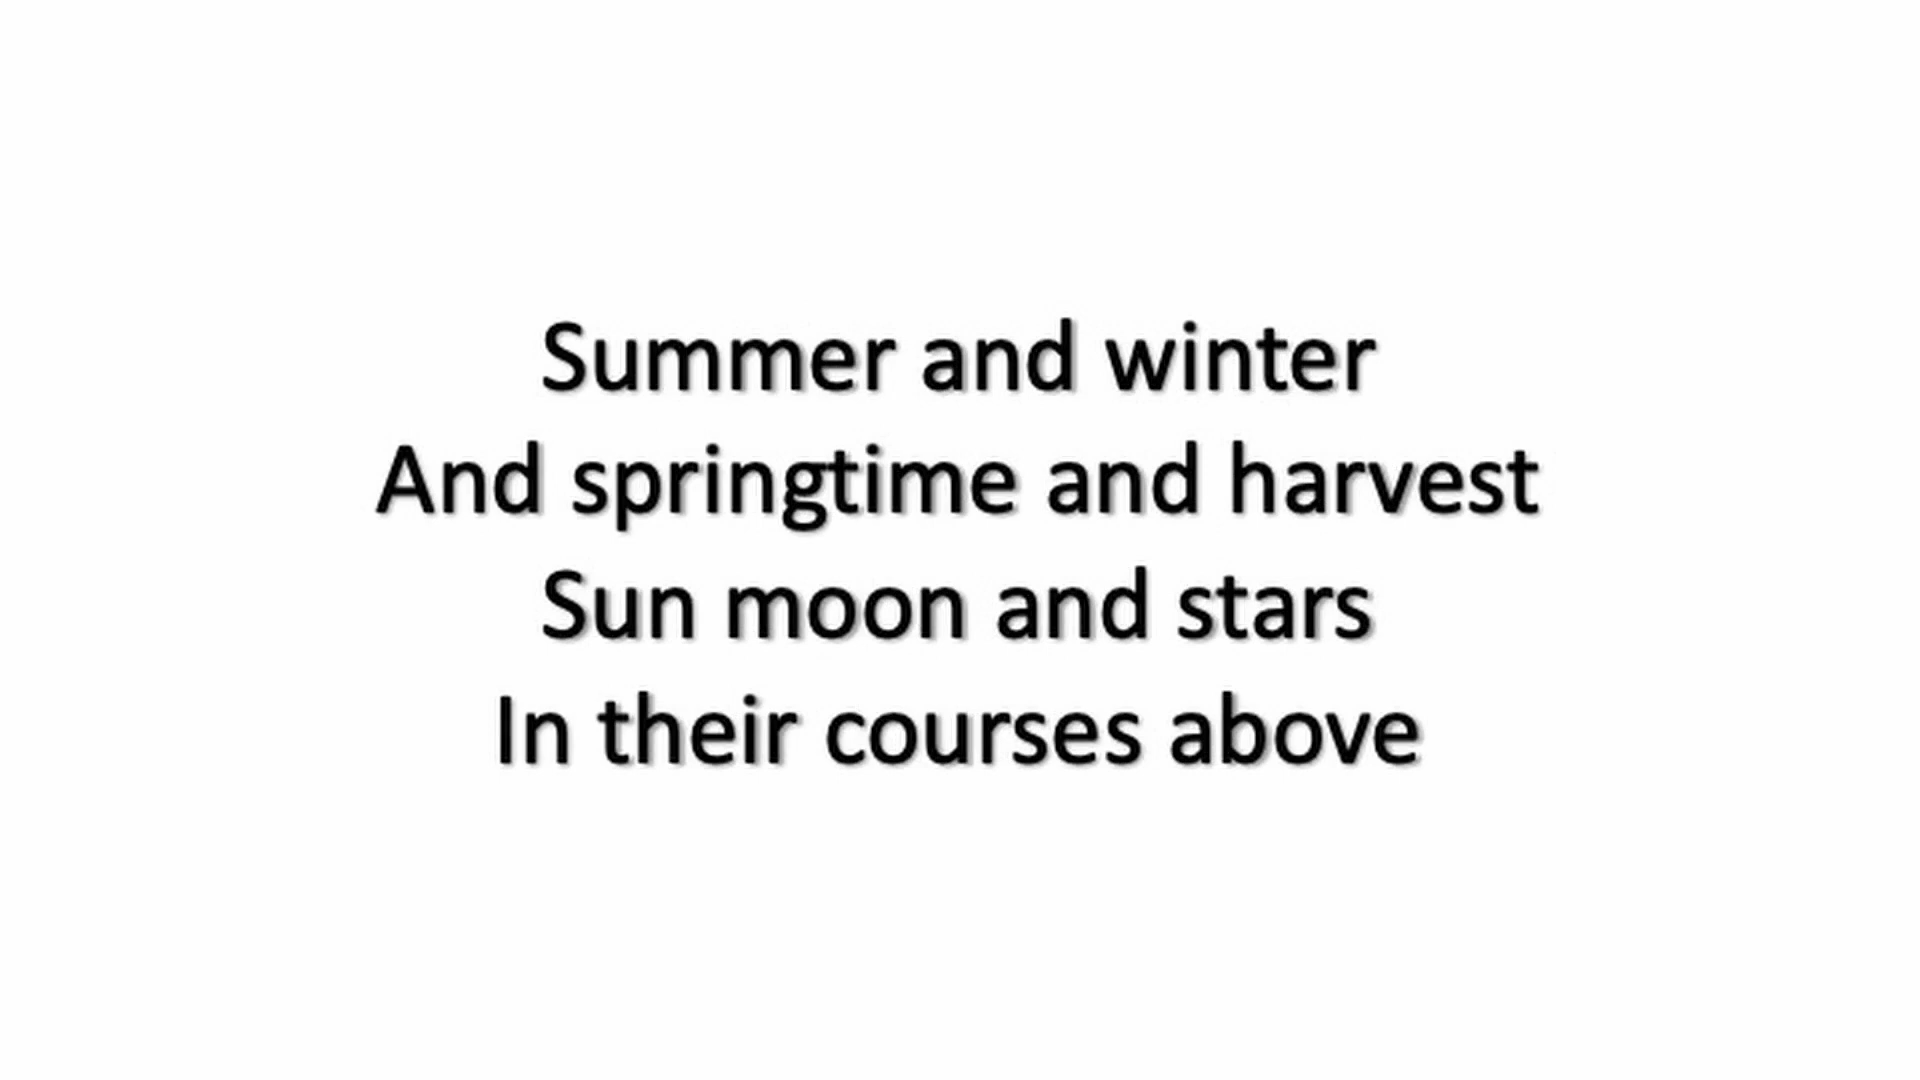 Summer and winter
And springtime and harvest
Sun moon and stars
In their courses above